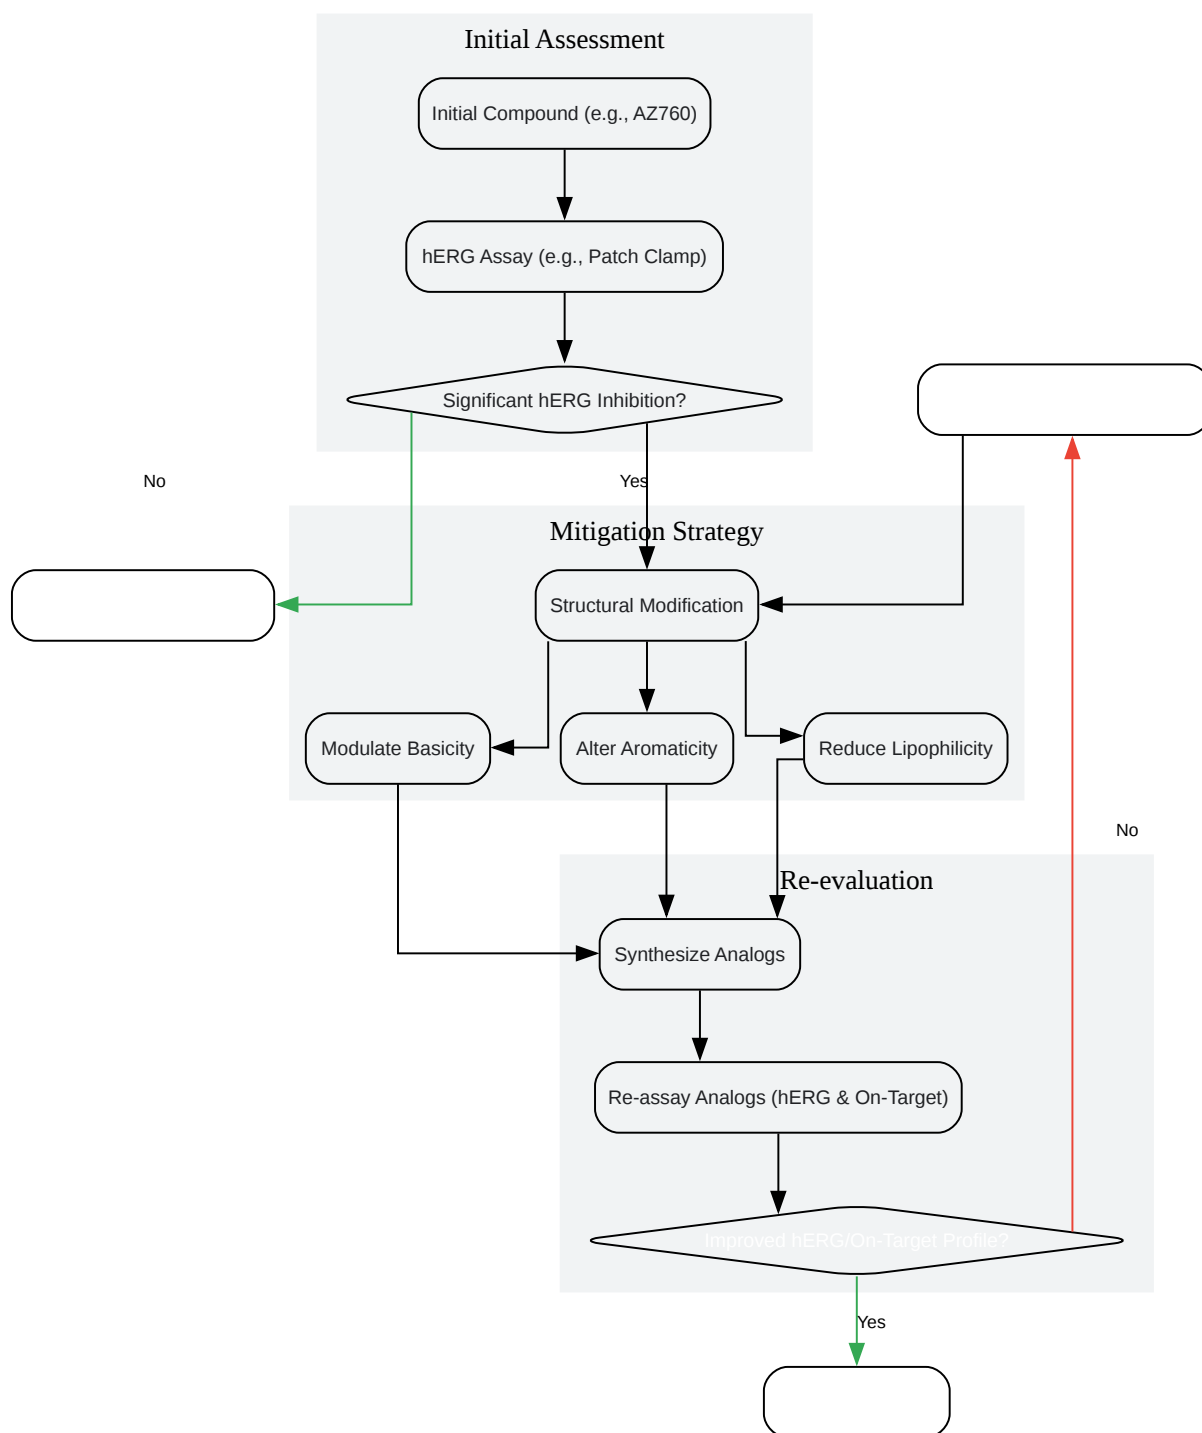 Initial Assessment
Initial Compound (e.g., AZ760)
hERG Assay (e.g., Patch Clamp)
Significant hERG Inhibition?
No
Yes
Mitigation Strategy
Structural Modification
Modulate Basicity
Alter Aromaticity
Reduce Lipophilicity
No
Re-evaluation
Synthesize Analogs
Re-assay Analogs (hERG & On-Target)
Improved hERG/On-Target Profile?
Yes